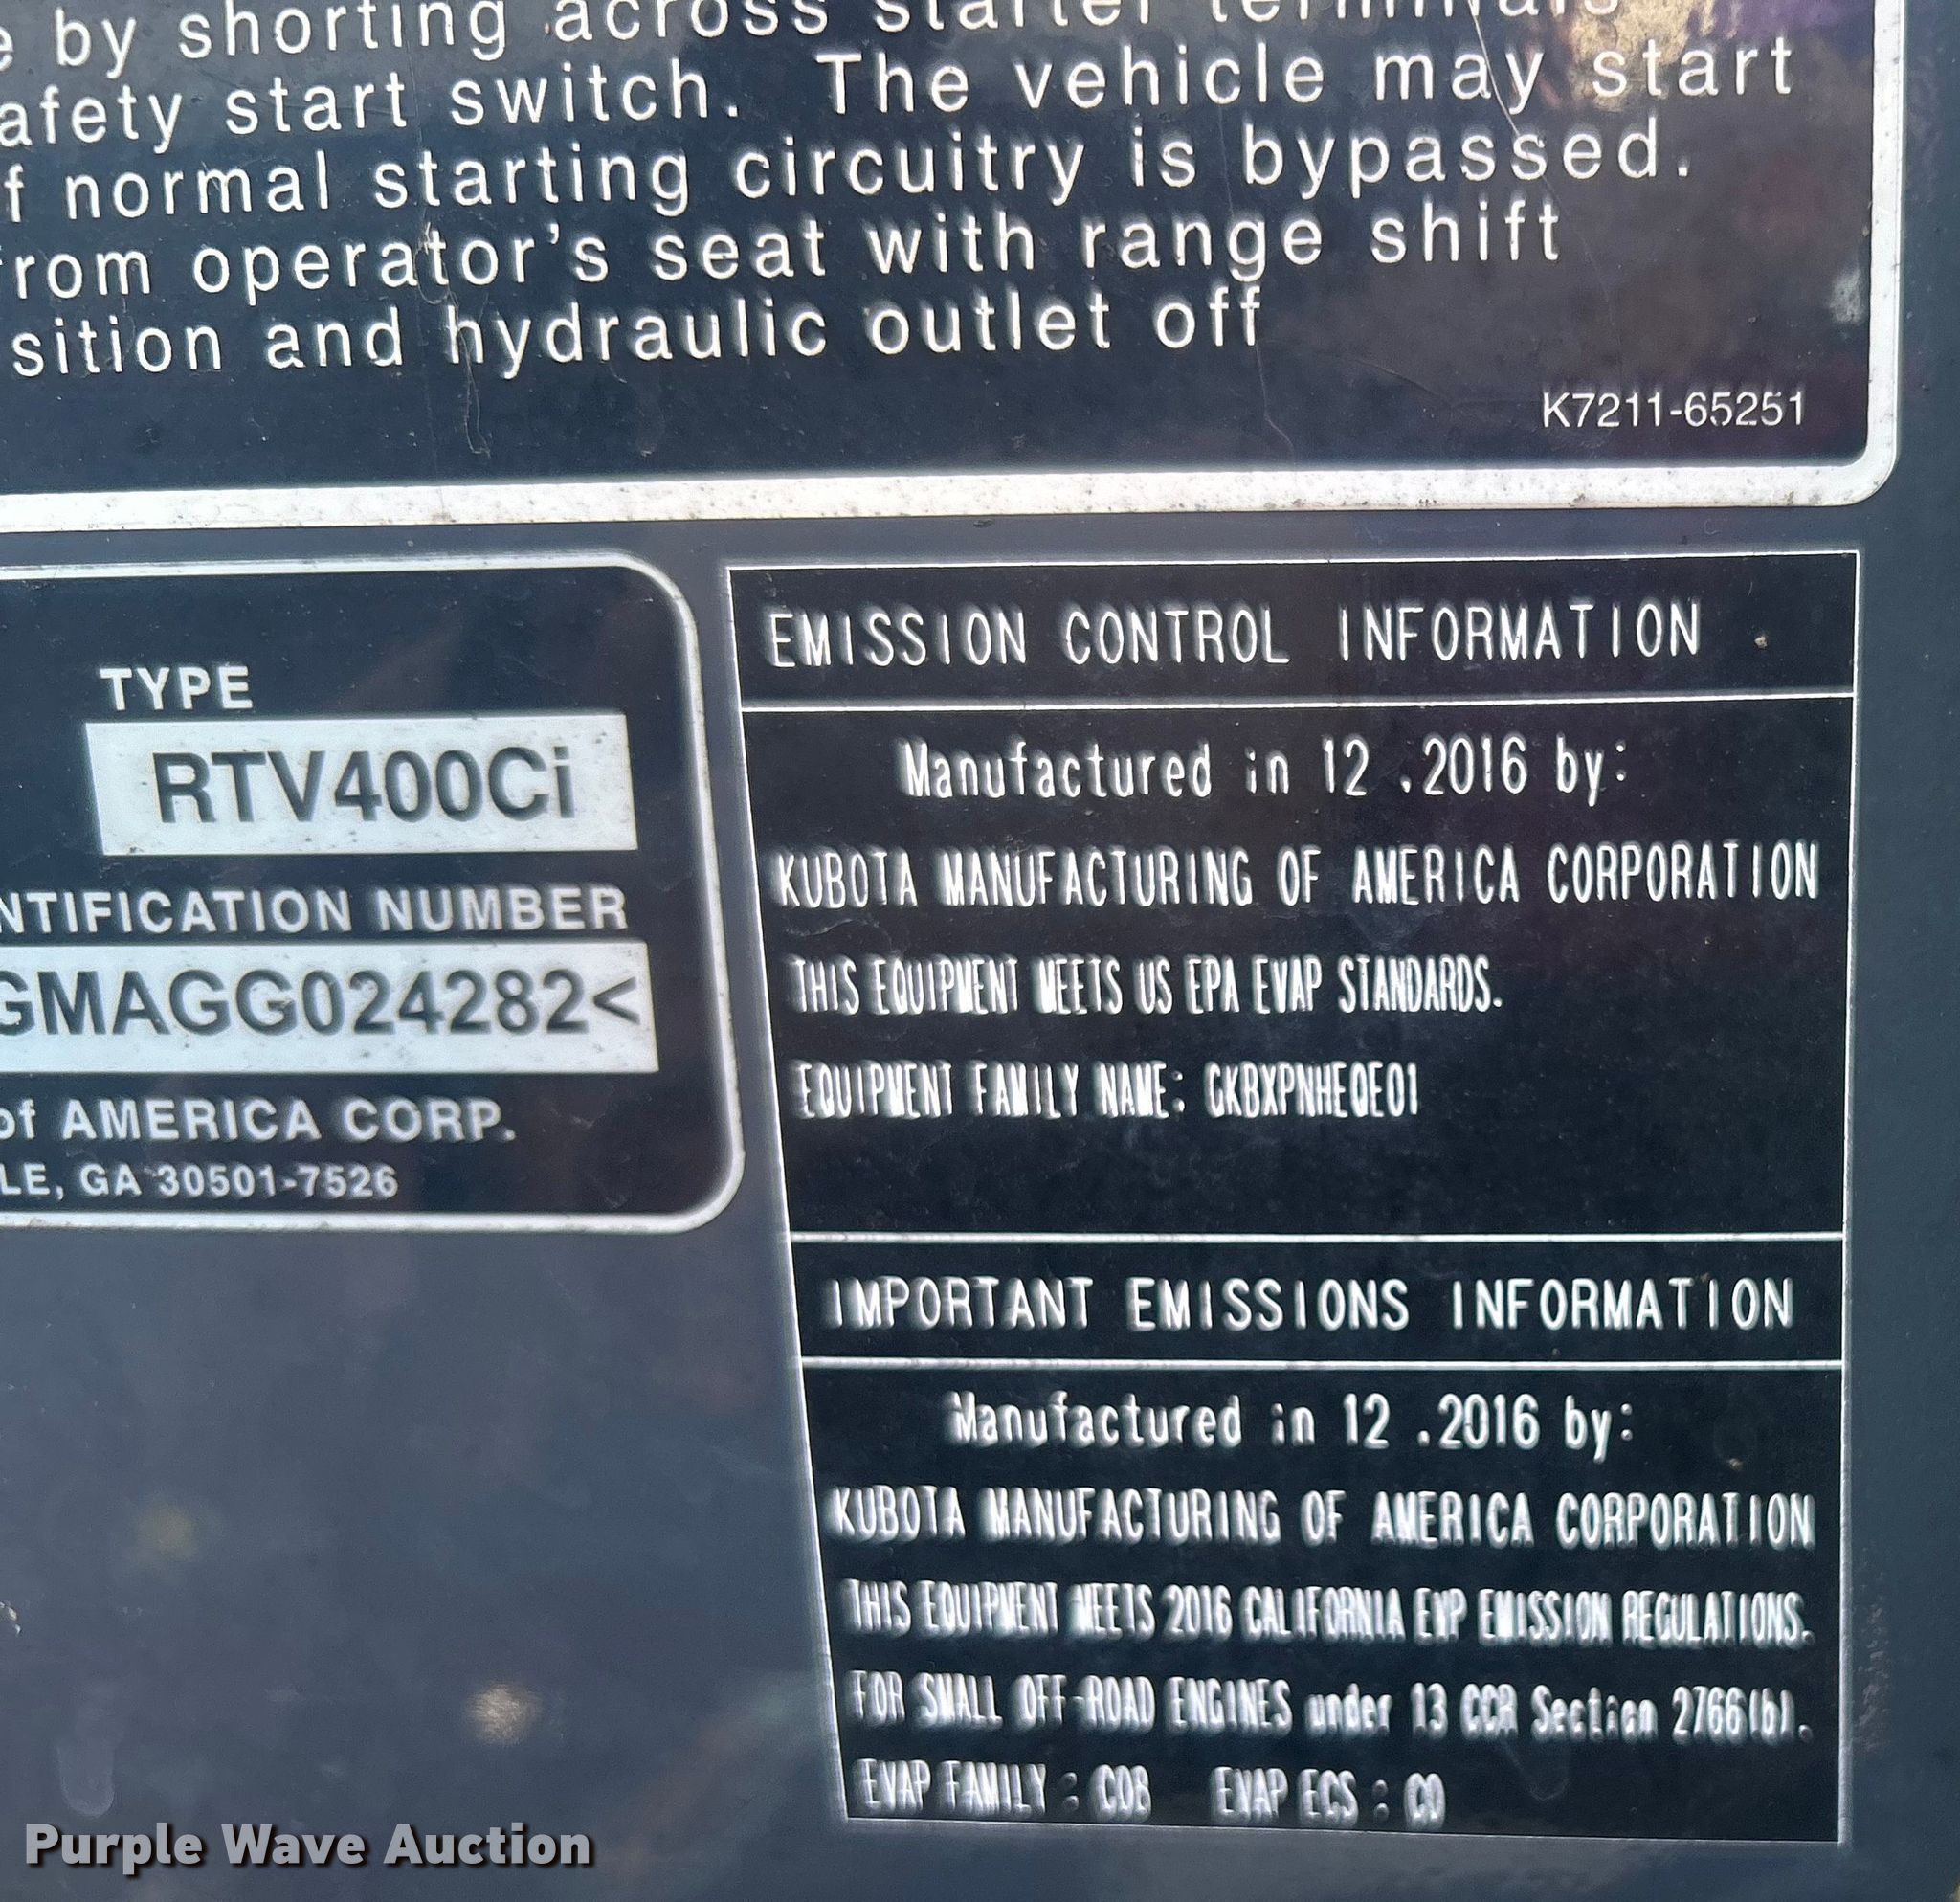 e by shorting across starter terminals
afety start switch. The vehicle may start
f normal starting circuitry is bypassed.
rom operator's seat with range shift
sition and hydraulic outlet off
K7211-65251
TYPE
RTV400Ci
NTIFICATION NUMBER
GMAGG024282<
of AMERICA CORP.
LE, GA 30501-7526
EMISSION CONTROL INFORMATION
Manufactured in 12 .2016 by:
KUBOTA MANUFACTURING OF AMERICA CORPORATION
THIS EQUIPMENT MEETS US EPA EVAP STANDARDS.
EQUIPMENT FAMILY NAME: GKBXPNHEQE01
IMPORTANT EMISSIONS INFORMATION
Manufactured in 12 .2016 by:
KUBOTA MANUFACTURING OF AMERICA CORPORATION
THIS EQUIPMENT MEETS 2016 CALIFORNIA EVP EMISSION REGULATIONS.
FOR SMALL OFF-ROAD ENGINES under 13 CCR Section 2766(b).
EVAP FAMILY : COB EVAP ECS : CO
Purple Wave Auction